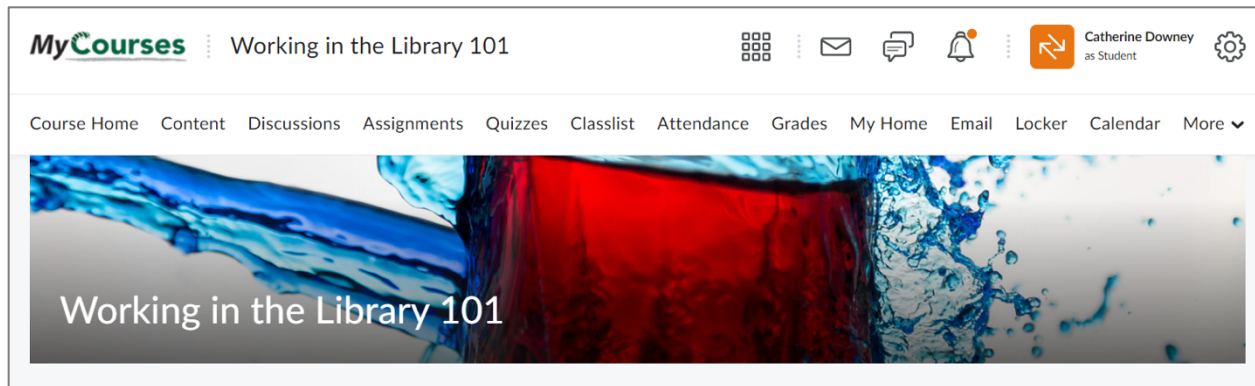 MyCourses Working in the Library 101 Catherine Downey
as Student
Course Home Content Discussions Assignments Quizzes Classlist Attendance Grades My Home Email Locker Calendar More
Working in the Library 101